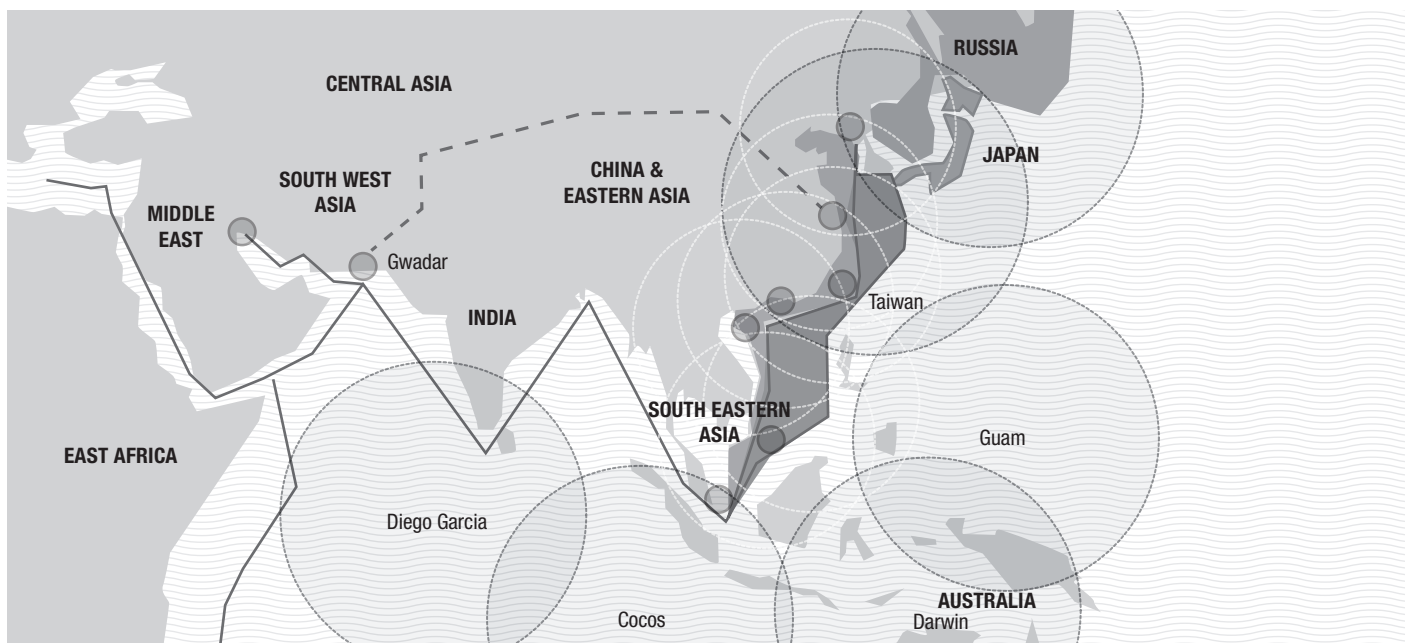 RUSSIA
CENTRAL ASIA
JAPAN
CHINA &
EASTERN ASIA
SOUTH WEST
ASIA
MIDDLE
EAST
Gwadar
Taiwan
INDIA
SOUTH EASTERN
ASIA
Guam
EAST AFRICA
Diego Garcia
AUSTRALIA
Cocos
Darwin